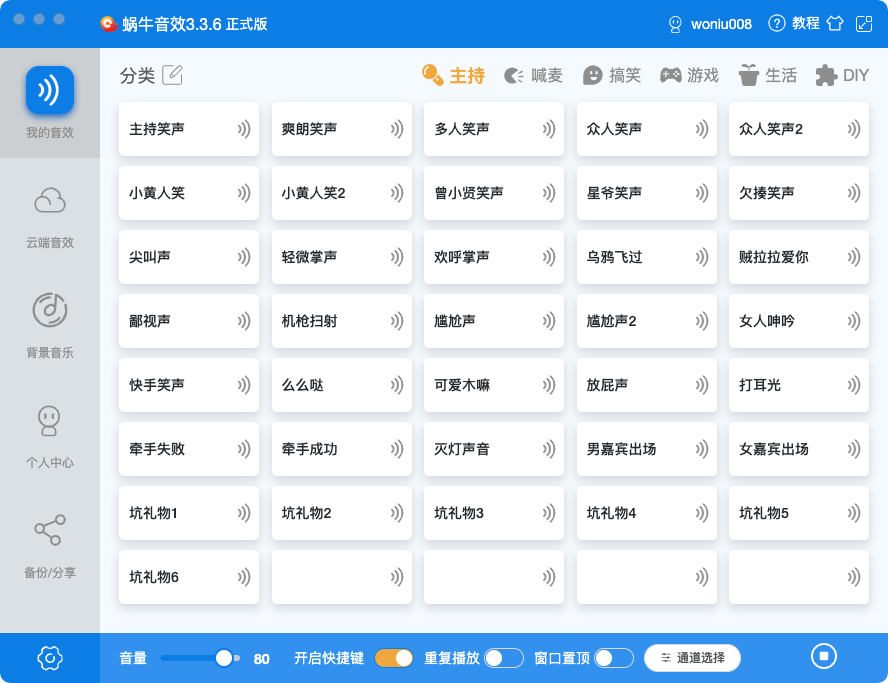 蜗牛音效3.3.6 正式版
woniu008
教程
我的音效
云端音效
背景音乐
个人中心
备份/分享
分类
主持 喊麦 搞笑 游戏 生活 DIY
主持笑声 爽朗笑声 多人笑声 众人笑声 众人笑声2
小黄人笑 小黄人笑2 曾小贤笑声 星爷笑声 欠揍笑声
尖叫声 轻微掌声 欢呼掌声 乌鸦飞过 贼拉拉爱你
鄙视声 机枪扫射 尴尬声 尴尬声2 女人呻吟
快手笑声 么么哒 可爱木嘛 放屁声 打耳光
牵手失败 牵手成功 灭灯声音 男嘉宾出场 女嘉宾出场
坑礼物1 坑礼物2 坑礼物3 坑礼物4 坑礼物5
坑礼物6
音量 80 开启快捷键 重复播放 窗口置顶 通道选择